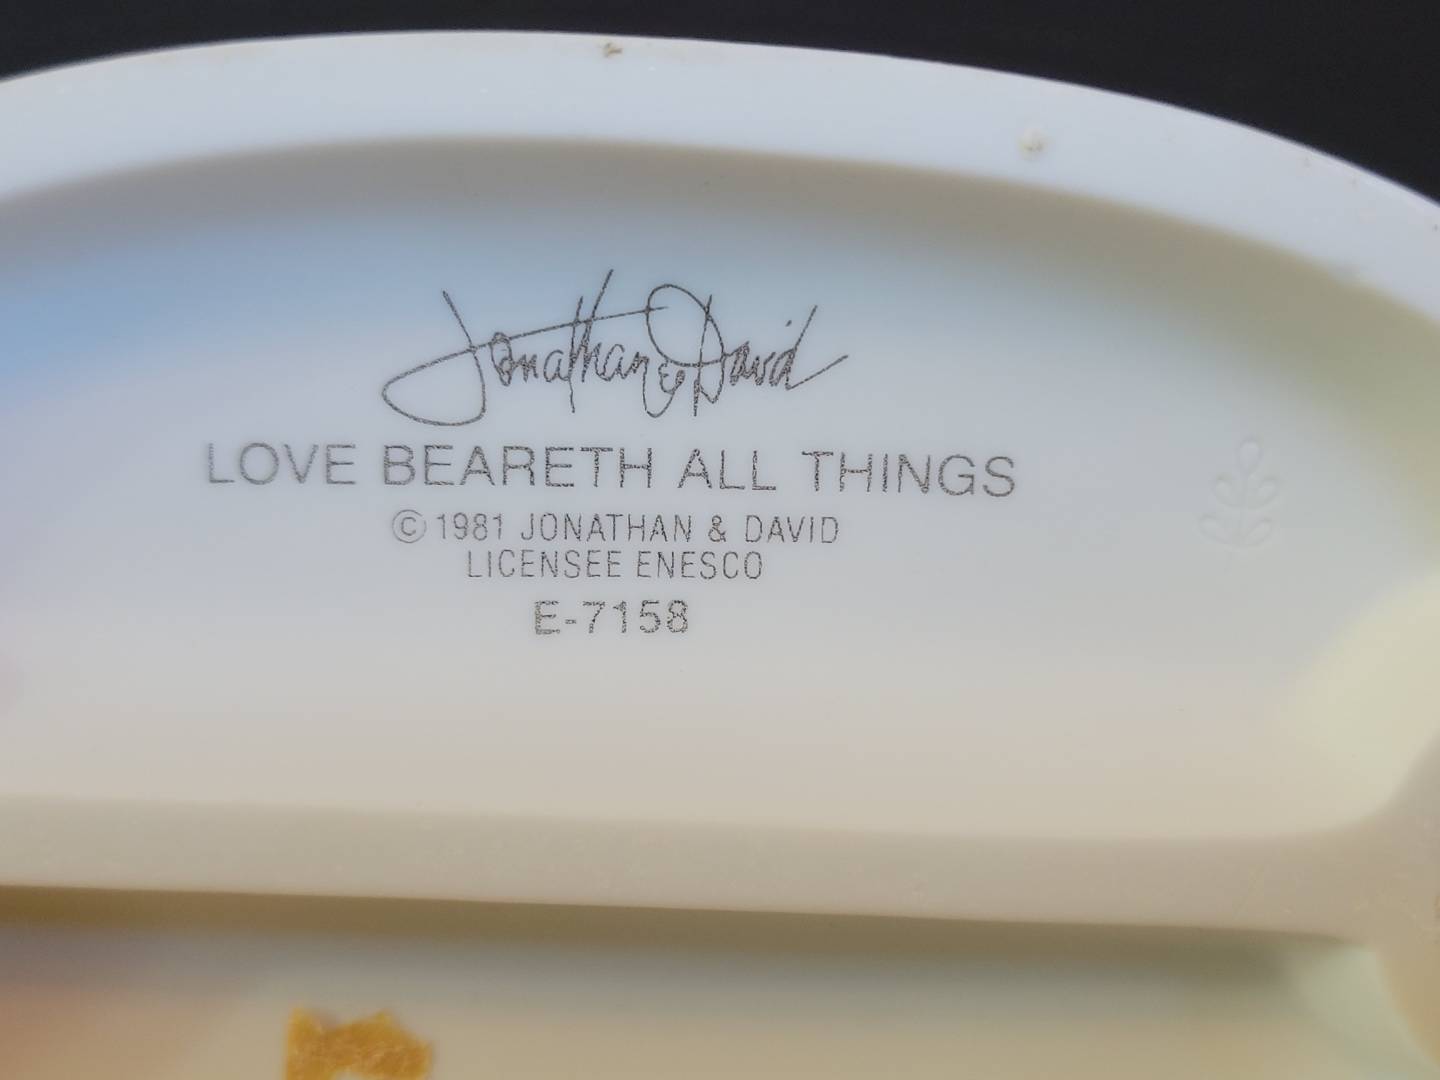 Jonathan & David
LOVE BEARETH ALL THINGS
© 1981 JONATHAN & DAVID
LICENSEE ENESCO
E-7158